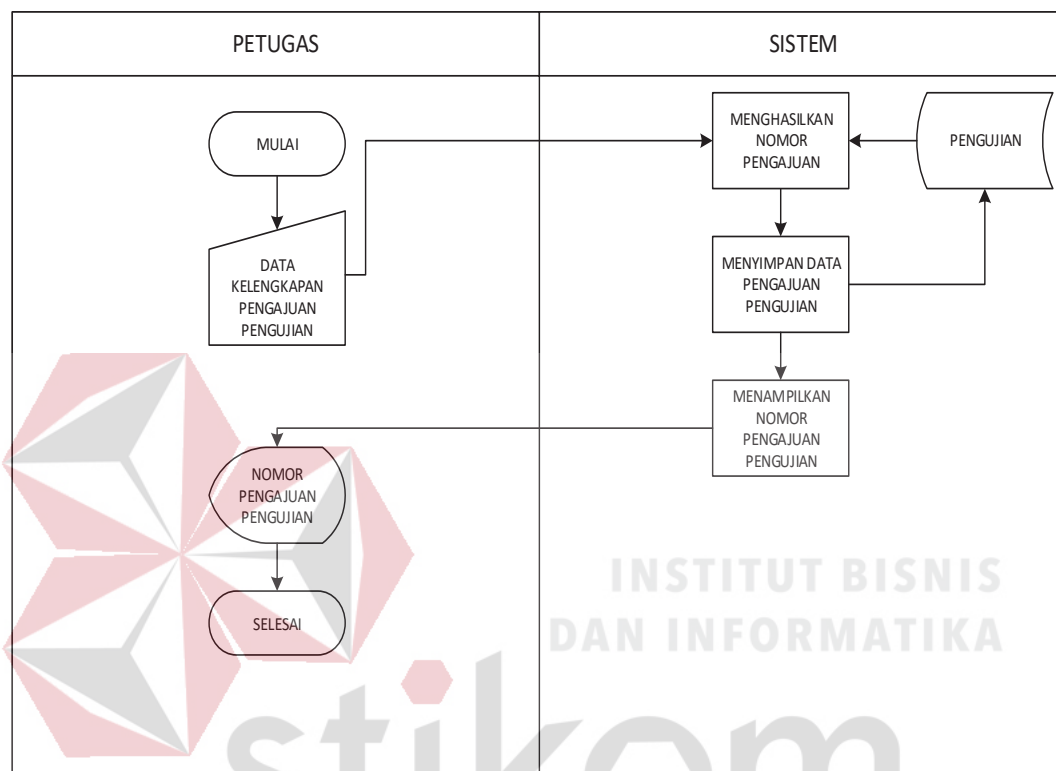 PETUGAS
SISTEM
MULAI
DATA
KELENGKAPAN
PENGAJUAN
PENGUJIAN
MENGHASILKAN
NOMOR
PENGAJUAN
PENGUJIAN
MENYIMPAN DATA
PENGAJUAN
PENGUJIAN
MENAMPILKAN
NOMOR
PENGAJUAN
PENGUJIAN
NOMOR
PENGAJUAN
PENGUJIAN
SELESAI
INSTITUT BISNIS
DAN INFORMATIKA
stikom